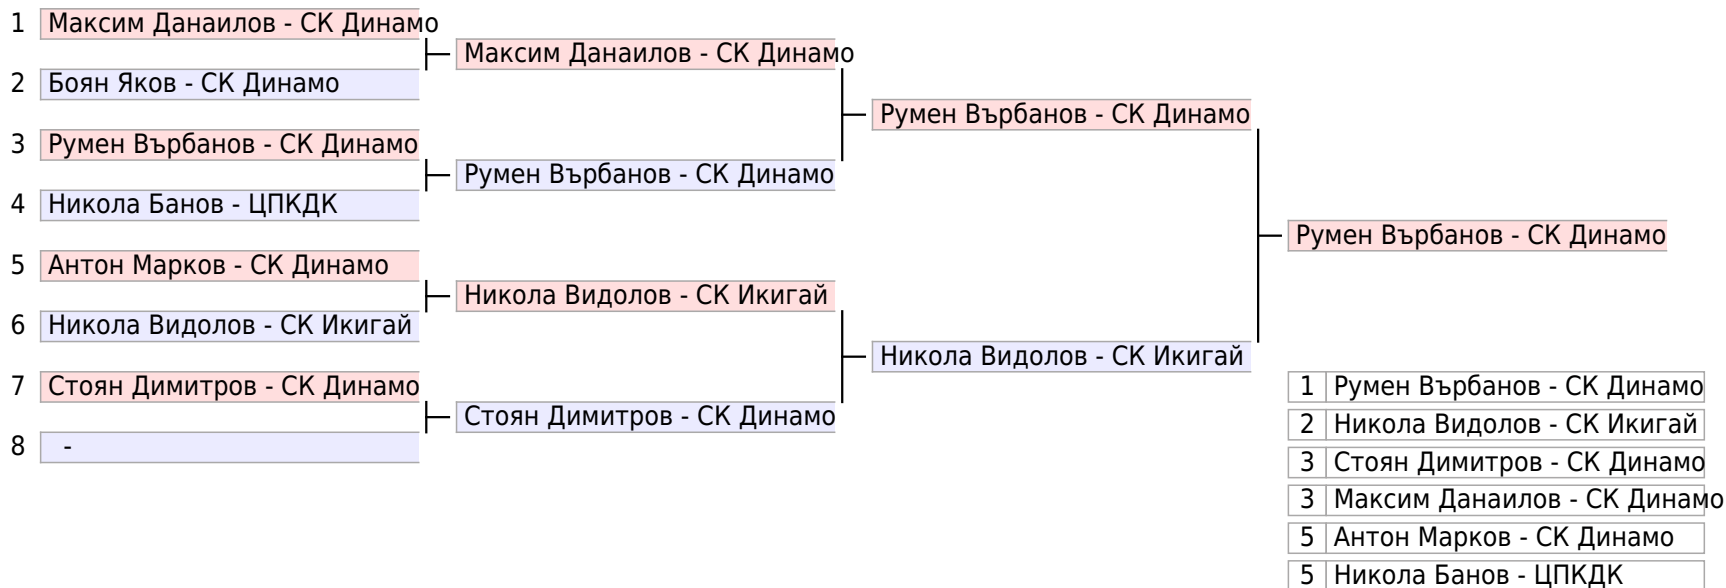 1 Максим Данаилов - СК Динамо
2 Боян Яков - СК Динамо
3 Румен Върбанов - СК Динамо
4 Никола Банов - ЦПКДК
5 Антон Марков - СК Динамо
6 Никола Видолов - СК Икигай
7 Стоян Димитров - СК Динамо
8 -
Максим Данаилов - СК Динамо
Румен Върбанов - СК Динамо
Никола Видолов - СК Икигай
Стоян Димитров - СК Динамо
Румен Върбанов - СК Динамо
Никола Видолов - СК Икигай
Румен Върбанов - СК Динамо
1 Румен Върбанов - СК Динамо
2 Никола Видолов - СК Икигай
3 Стоян Димитров - СК Динамо
3 Максим Данаилов - СК Динамо
5 Антон Марков - СК Динамо
5 Никола Банов - ЦПКДК